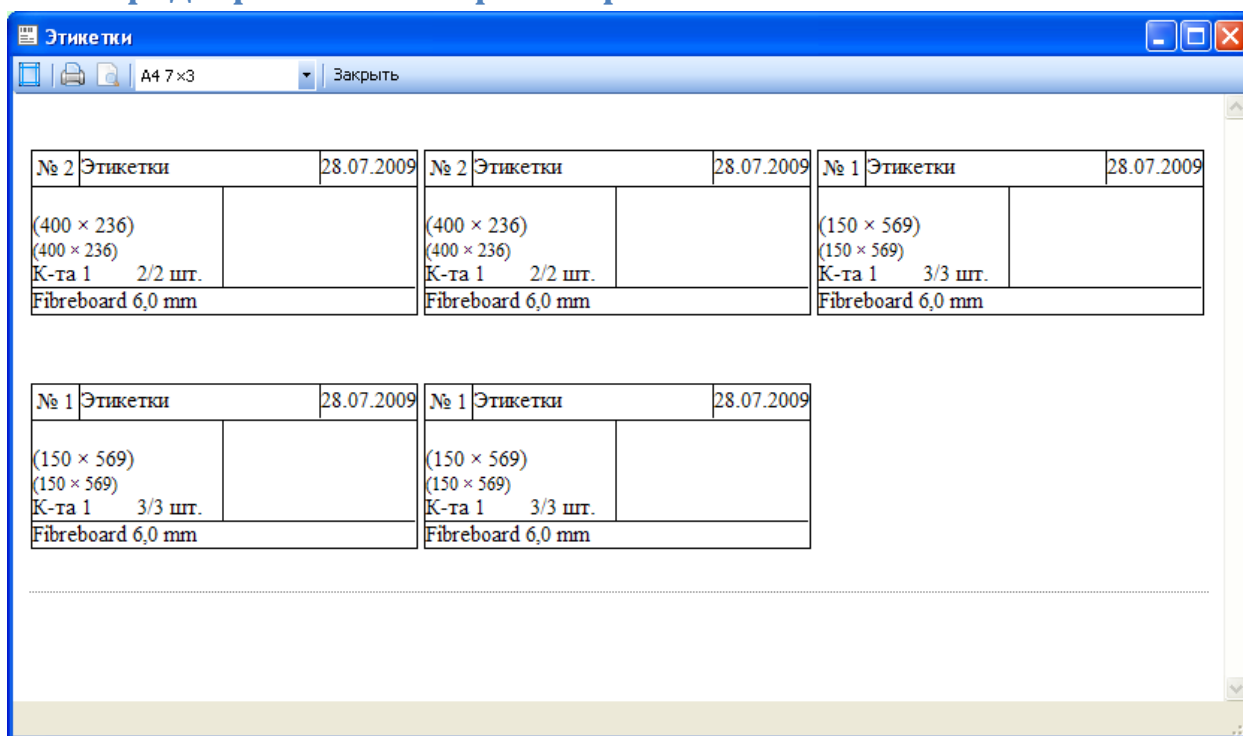 Этикетки
A4 7×3 Закрыть
№ 2 Этикетки 28.07.2009
(400 × 236)
(400 × 236)
К-та 1 2/2 шт.
Fibreboard 6,0 mm
№ 2 Этикетки 28.07.2009
(400 × 236)
(400 × 236)
К-та 1 2/2 шт.
Fibreboard 6,0 mm
№ 1 Этикетки 28.07.2009
(150 × 569)
(150 × 569)
К-та 1 3/3 шт.
Fibreboard 6,0 mm
№ 1 Этикетки 28.07.2009
(150 × 569)
(150 × 569)
К-та 1 3/3 шт.
Fibreboard 6,0 mm
№ 1 Этикетки 28.07.2009
(150 × 569)
(150 × 569)
К-та 1 3/3 шт.
Fibreboard 6,0 mm